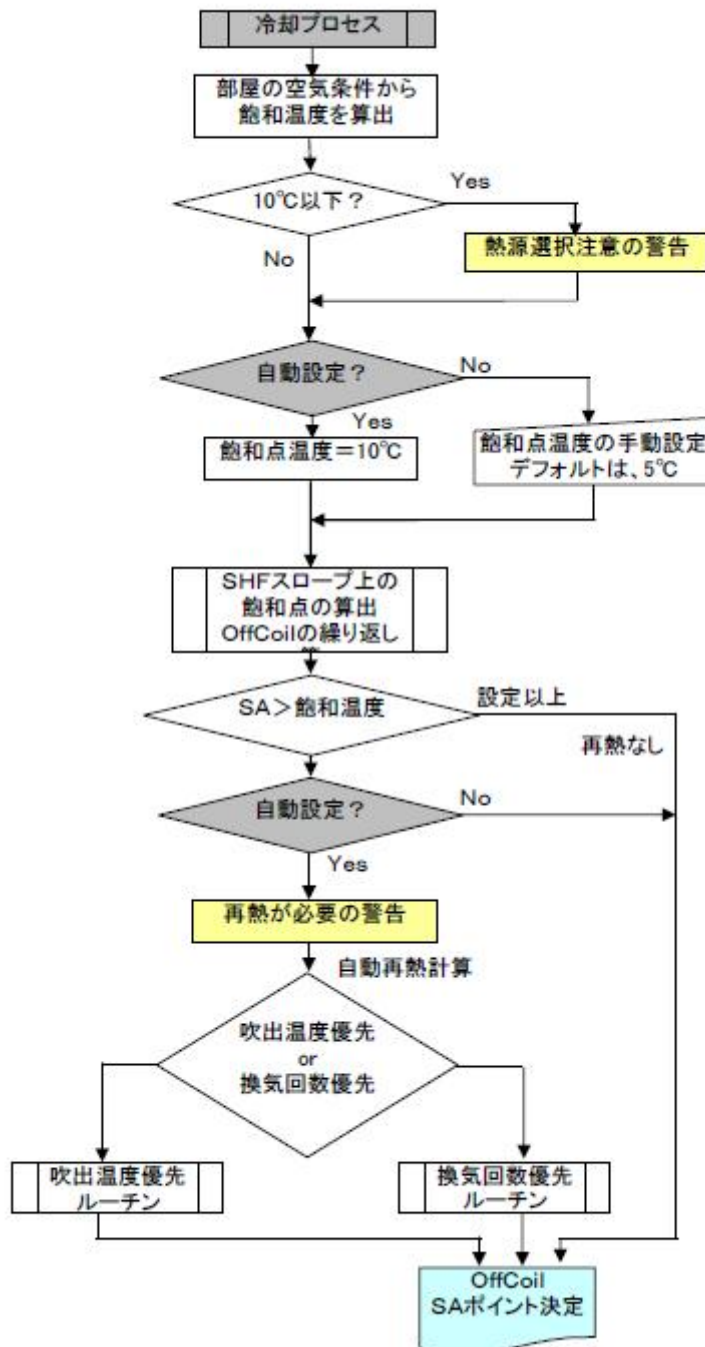 冷却プロセス
部屋の空気条件から
飽和温度を算出
10℃以下？
Yes
熱源選択注意の警告
No
自動設定？
No
Yes
飽和点温度＝10℃
飽和点温度の手動設定
デフォルトは、5℃
SHFスロープ上の
飽和点の算出
OffCoilの繰り返し
SA＞飽和温度
設定以上
再熱なし
自動設定？
No
Yes
再熱が必要の警告
自動再熱計算
吹出温度優先
or
換気回数優先
吹出温度優先
ルーチン
換気回数優先
ルーチン
OffCoil
SAポイント決定